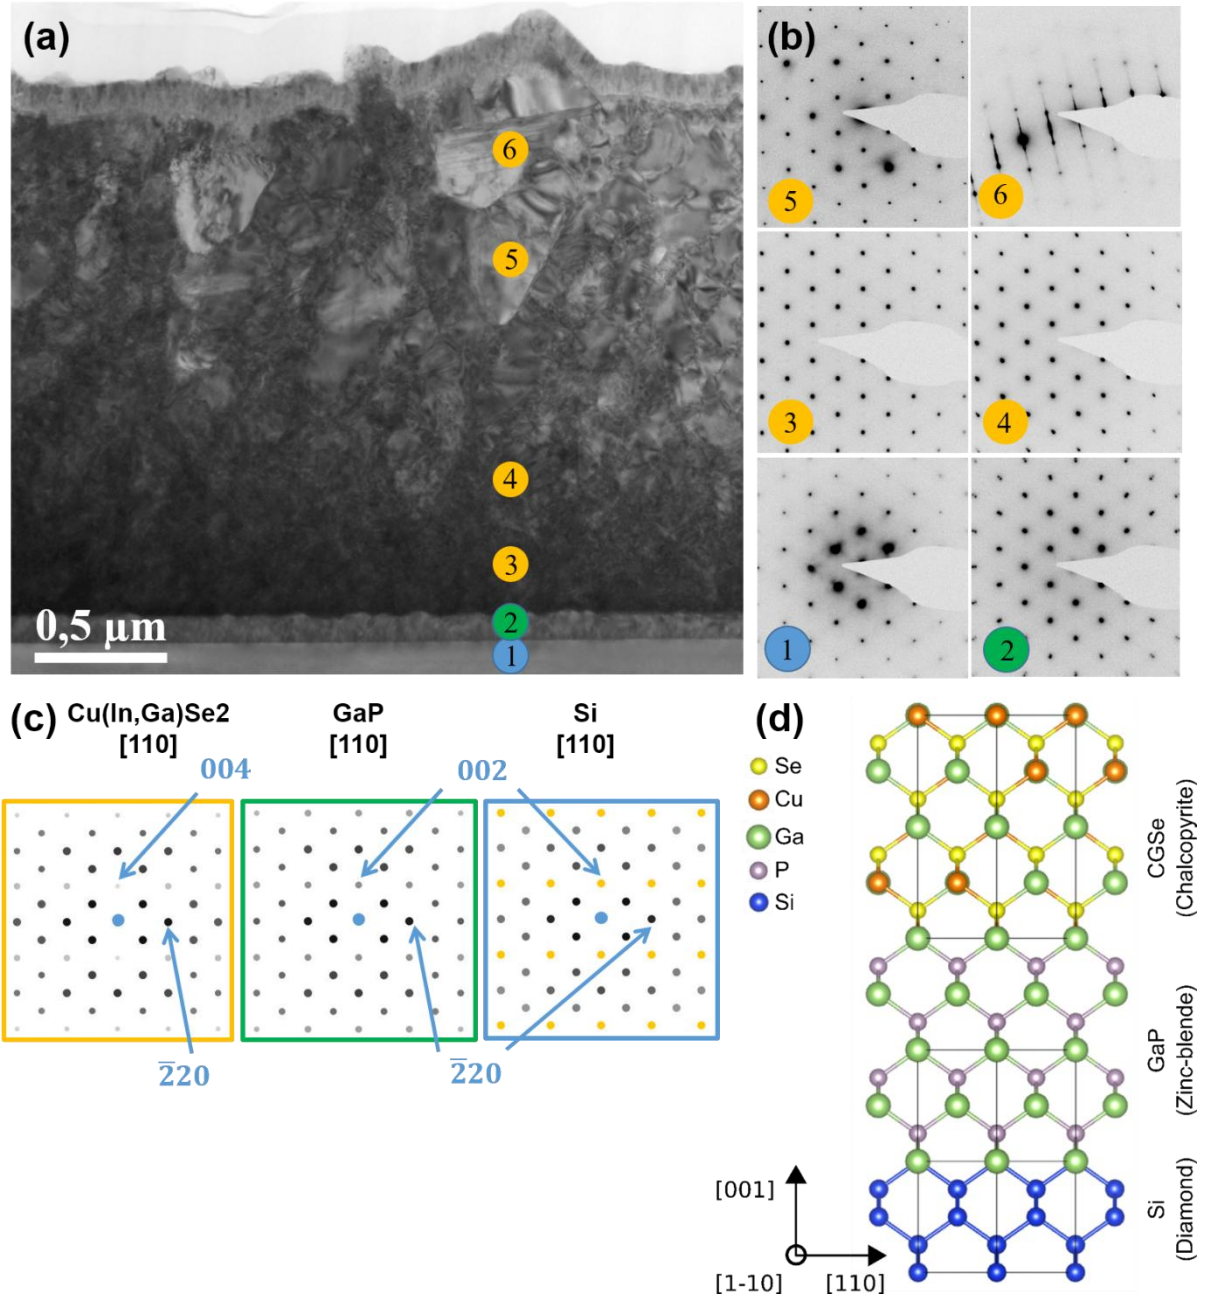 (a)
6
5
4
3
2
1
0,5 µm
(b)
5
6
3
4
1
2
(c)
Cu(In,Ga)Se2
[110]
GaP
[110]
Si
[110]
004
002
2̅20
2̅20
(d)
Se
Cu
Ga
P
Si
CGSe
(Chalcopyrite)
GaP
(Zinc-blende)
Si
(Diamond)
[001]
[1-10]
[110]